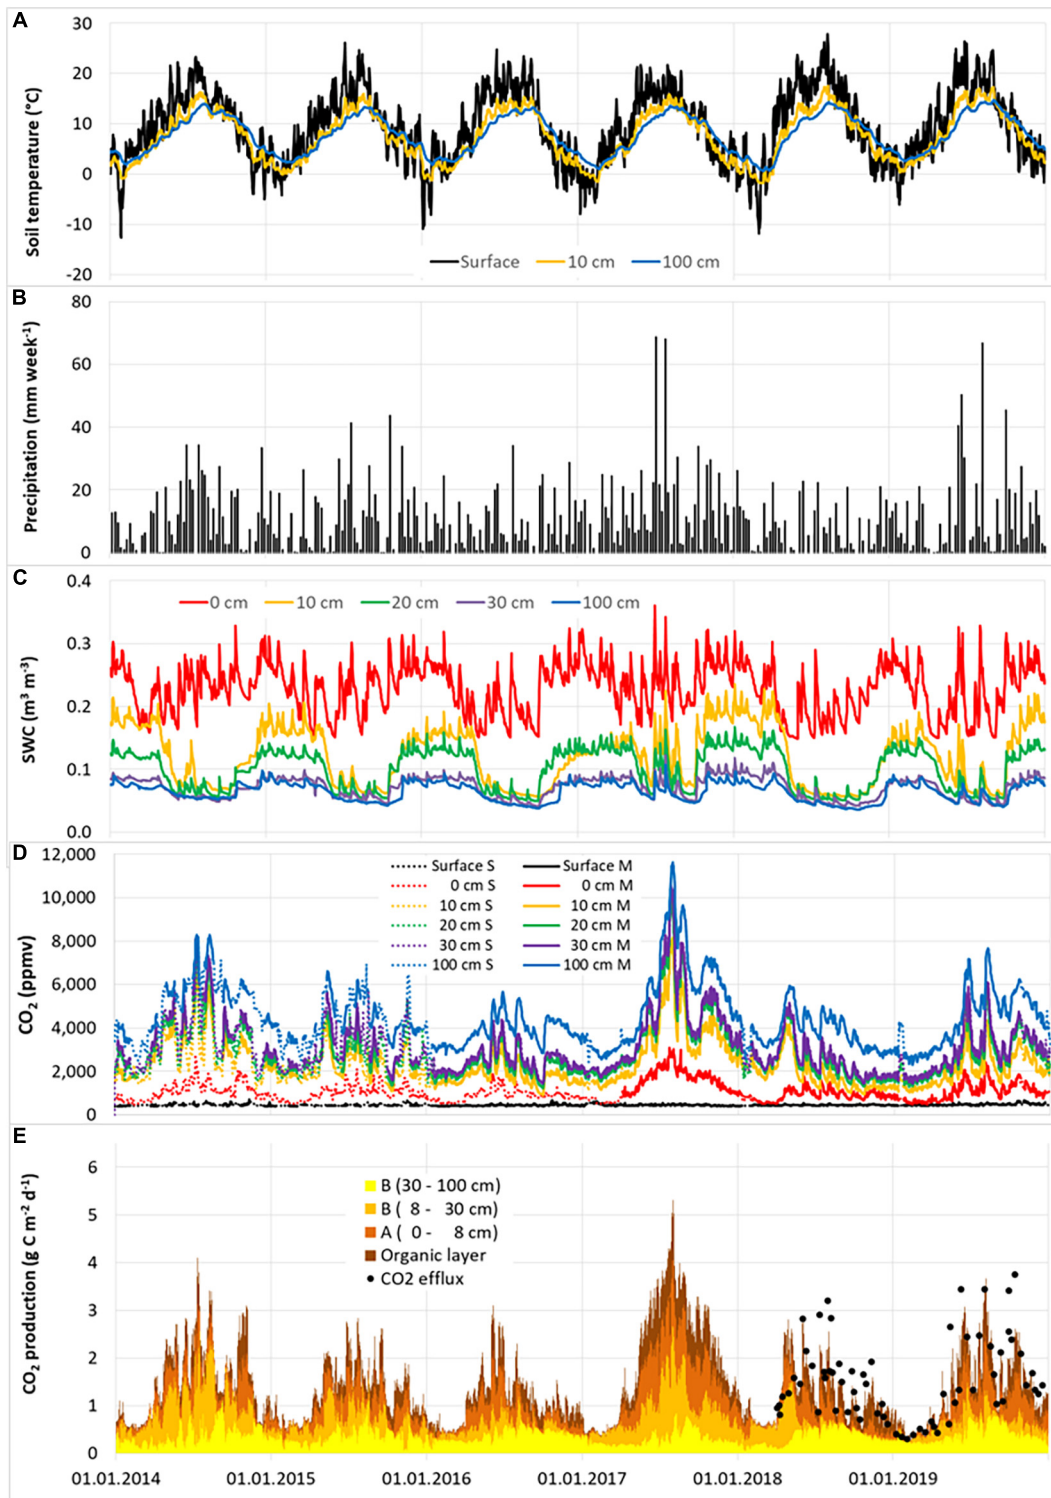 A
Soil temperature (°C)
30
20
10
0
-10
-20
Surface 10 cm 100 cm
B
Precipitation (mm week-1)
80
60
40
20
0
C
SWC (m3 m-3)
0.4
0.3
0.2
0.1
0.0
0 cm 10 cm 20 cm 30 cm 100 cm
D
CO2 (ppmv)
12,000
10,000
8,000
6,000
4,000
2,000
0
Surface S Surface M
0 cm S 0 cm M
10 cm S 10 cm M
20 cm S 20 cm M
30 cm S 30 cm M
100 cm S 100 cm M
E
CO2 production (g C m-2 d-1)
6
5
4
3
2
1
0
B (30 - 100 cm)
B ( 8 - 30 cm)
A ( 0 - 8 cm)
Organic layer
CO2 efflux
01.01.2014 01.01.2015 01.01.2016 01.01.2017 01.01.2018 01.01.2019